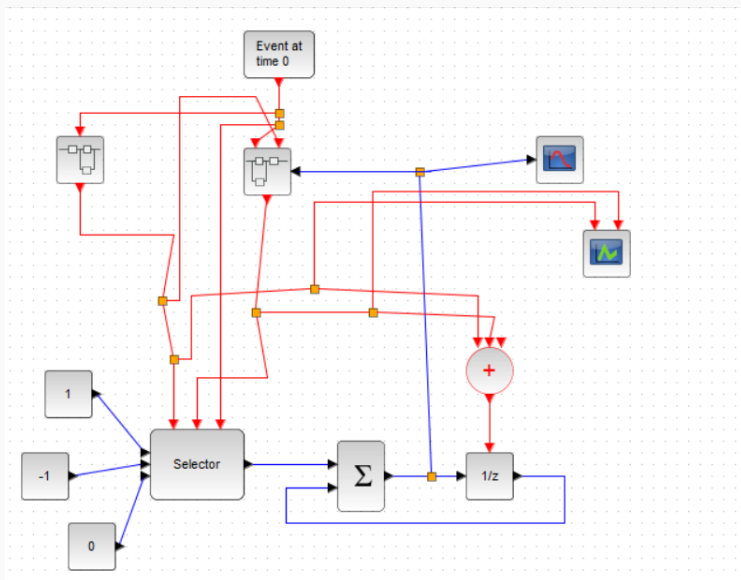 Event at
time 0
+
1
Selector
-1
Σ
1/z
0